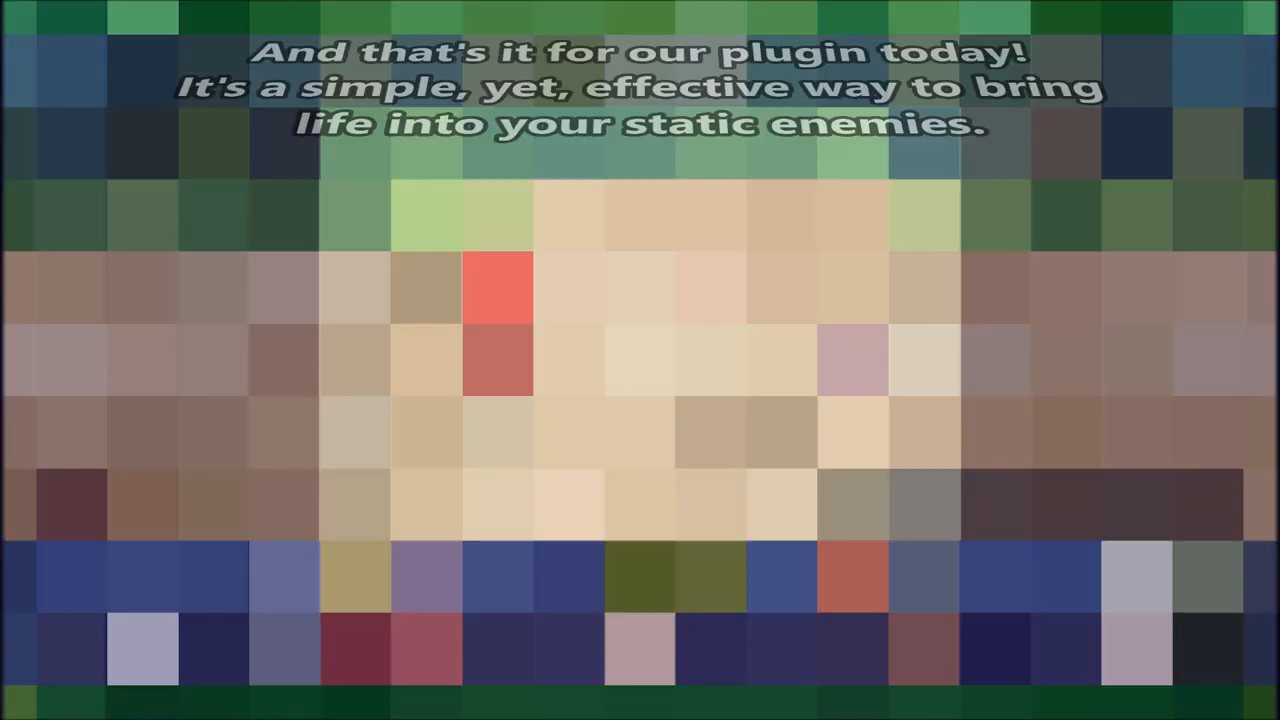 And that's it for our plugin today!
It's a simple, yet, effective way to bring
life into your static enemies.